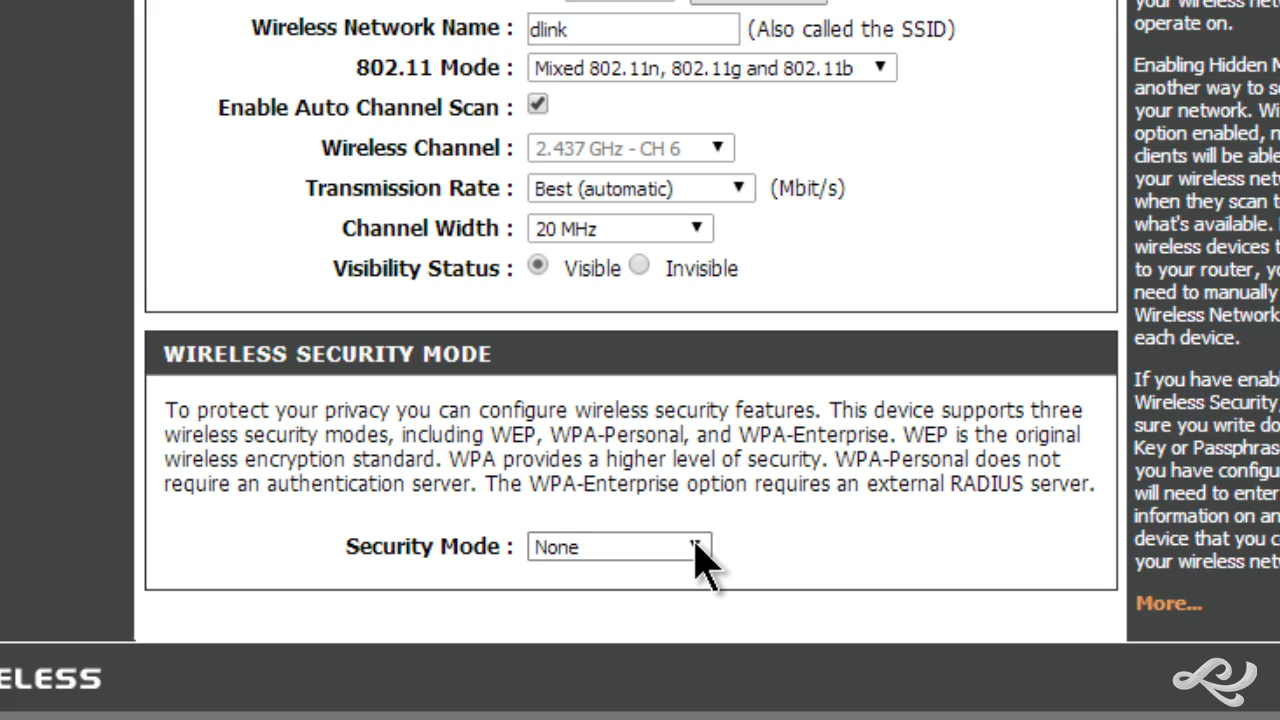 Wireless Network Name : dlink (Also called the SSID)
802.11 Mode : Mixed 802.11n, 802.11g and 802.11b
Enable Auto Channel Scan :
Wireless Channel : 2.437 GHz - CH 6
Transmission Rate : Best (automatic) (Mbit/s)
Channel Width : 20 MHz
Visibility Status : Visible Invisible
WIRELESS SECURITY MODE
To protect your privacy you can configure wireless security features. This device supports three
wireless security modes, including WEP, WPA-Personal, and WPA-Enterprise. WEP is the original
wireless encryption standard. WPA provides a higher level of security. WPA-Personal does not
require an authentication server. The WPA-Enterprise option requires an external RADIUS server.
Security Mode : None
your wireless
operate on.
Enabling Hidden
another way to
your network.
option enabled,
clients will be able
your wireless
when they scan
what's available.
wireless devices
to your router,
need to manually
Wireless Network
each device.
If you have
Wireless Security,
sure you write
Key or
you have
will need to enter
information on
device that you
your wireless
More...
ELESS